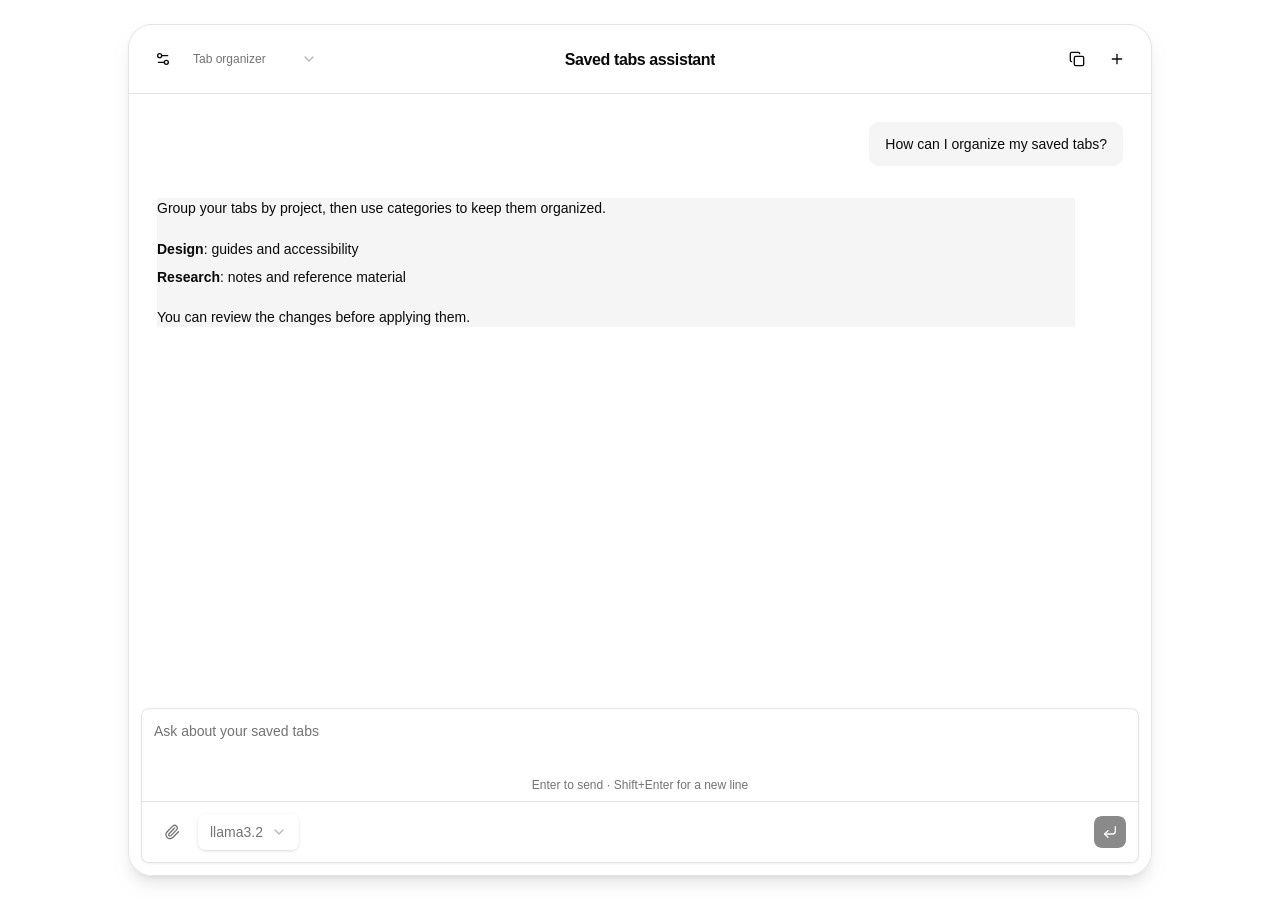 Tab organizer
Saved tabs assistant
How can I organize my saved tabs?
Group your tabs by project, then use categories to keep them organized.
Design: guides and accessibility
Research: notes and reference material
You can review the changes before applying them.
Ask about your saved tabs
Enter to send · Shift+Enter for a new line
llama3.2